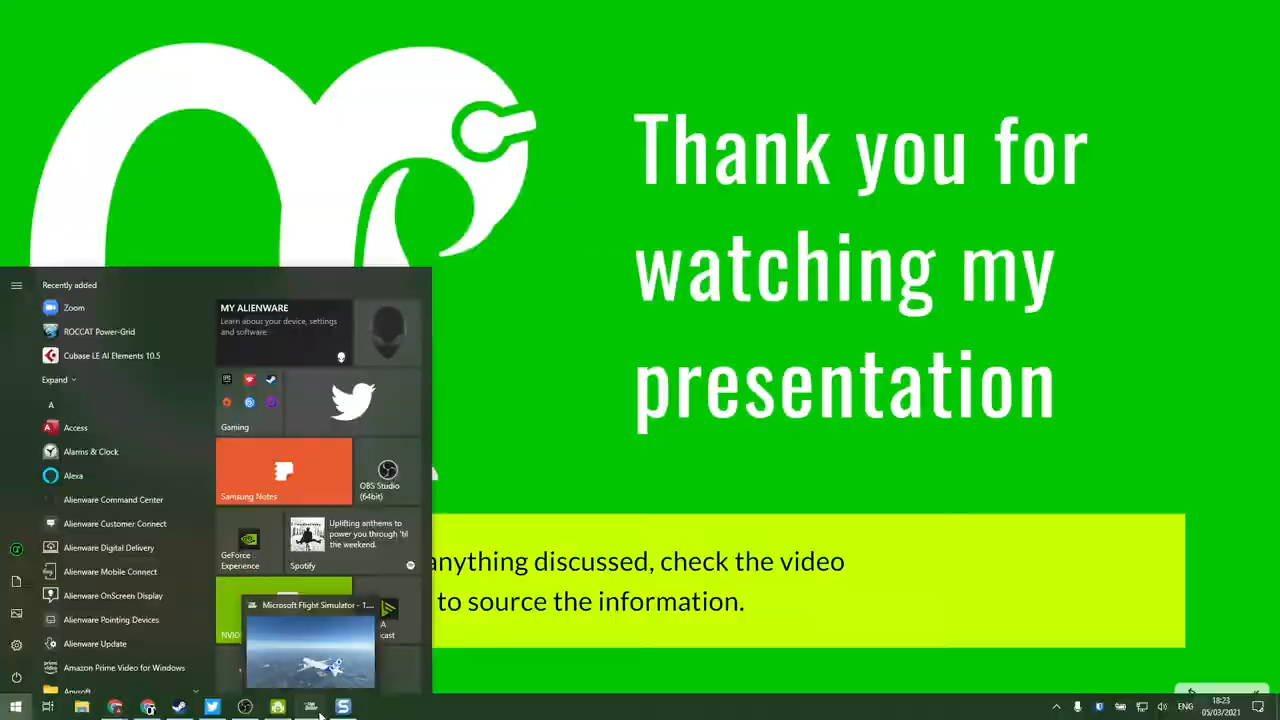 Thank you for
watching my
presentation
anything discussed, check the video
to source the information.
Recently added
Zoom
ROCCAT Power-Grid
Cubase LE AI Elements 10.5
Expand
A
Access
Alarms & Clock
Alexa
Alienware Command Center
Alienware Customer Connect
Alienware Digital Delivery
Alienware Mobile Connect
Alienware OnScreen Display
Alienware Pointing Devices
Alienware Update
Amazon Prime Video for Windows
Anysoft
MY ALIENWARE
Learn about your device, settings
and software
Gaming
Samsung Notes
OBS Studio
(64bit)
GeForce
Experience
Uplifting anthems to
power you through 'til
the weekend.
Spotify
NVID
Microsoft Flight Simulator - 1....
ENG
18:23
05/03/2021